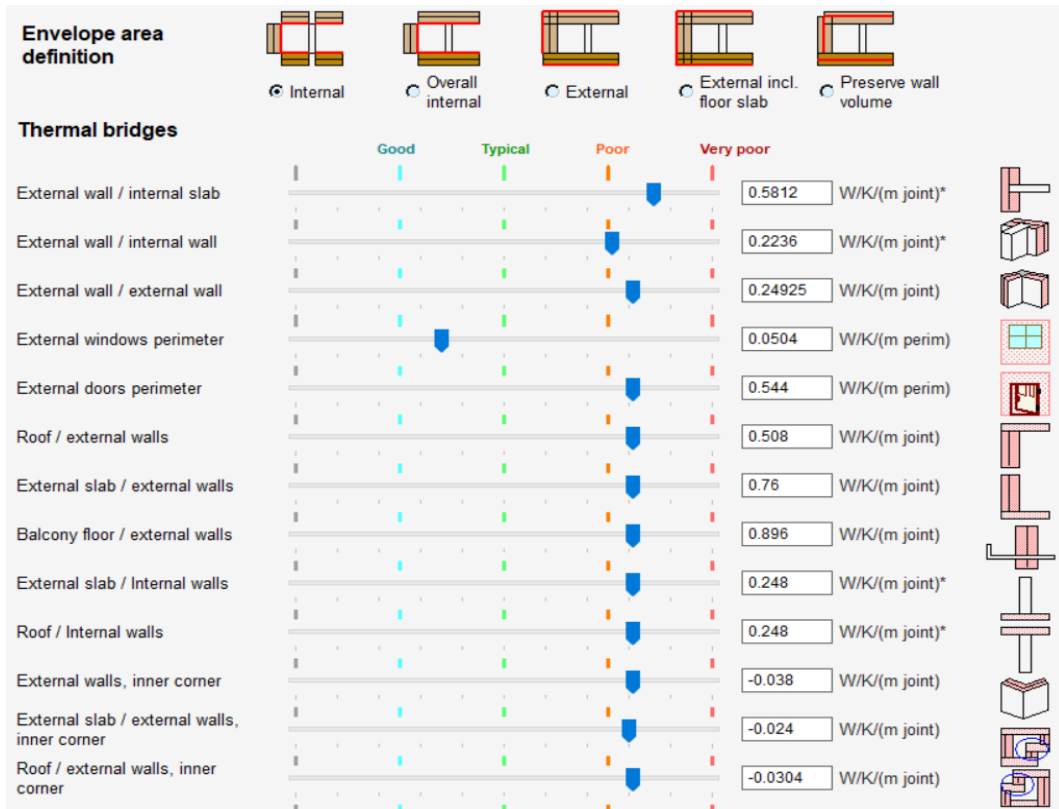 Envelope area
definition
Internal
Overall
internal
External
External incl.
floor slab
Preserve wall
volume
Thermal bridges
Good Typical Poor Very poor
External wall / internal slab 0.5812 W/K/(m joint)*
External wall / internal wall 0.2236 W/K/(m joint)*
External wall / external wall 0.24925 W/K/(m joint)
External windows perimeter 0.0504 W/K/(m perim)
External doors perimeter 0.544 W/K/(m perim)
Roof / external walls 0.508 W/K/(m joint)
External slab / external walls 0.76 W/K/(m joint)
Balcony floor / external walls 0.896 W/K/(m joint)
External slab / Internal walls 0.248 W/K/(m joint)*
Roof / Internal walls 0.248 W/K/(m joint)*
External walls, inner corner -0.038 W/K/(m joint)
External slab / external walls,
inner corner -0.024 W/K/(m joint)
Roof / external walls, inner
corner -0.0304 W/K/(m joint)